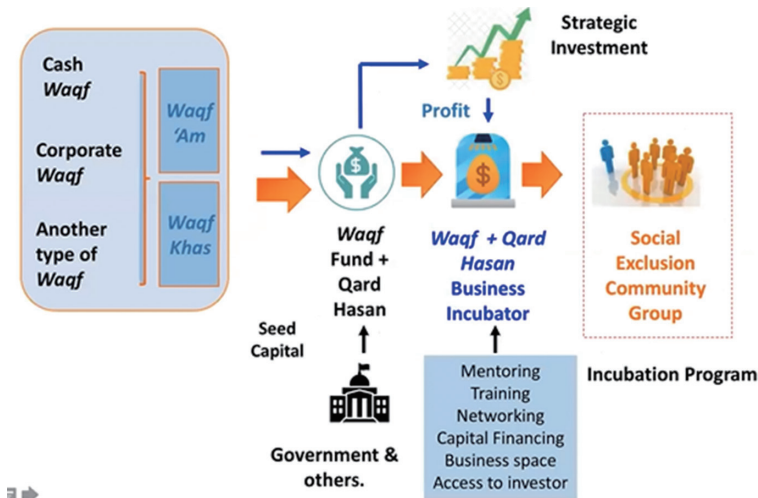 Cash
Waqf
Corporate
Waqf
Another
type of
Waqf
Waqf
‘Am
Waqf
Khas
Strategic
Investment
Profit
$
$
$
Waqf
Fund +
Qard
Hasan
Waqf + Qard
Hasan
Business
Incubator
Social
Exclusion
Community
Group
Seed
Capital
Government &
others.
Mentoring
Training
Networking
Capital Financing
Business space
Access to investor
Incubation Program